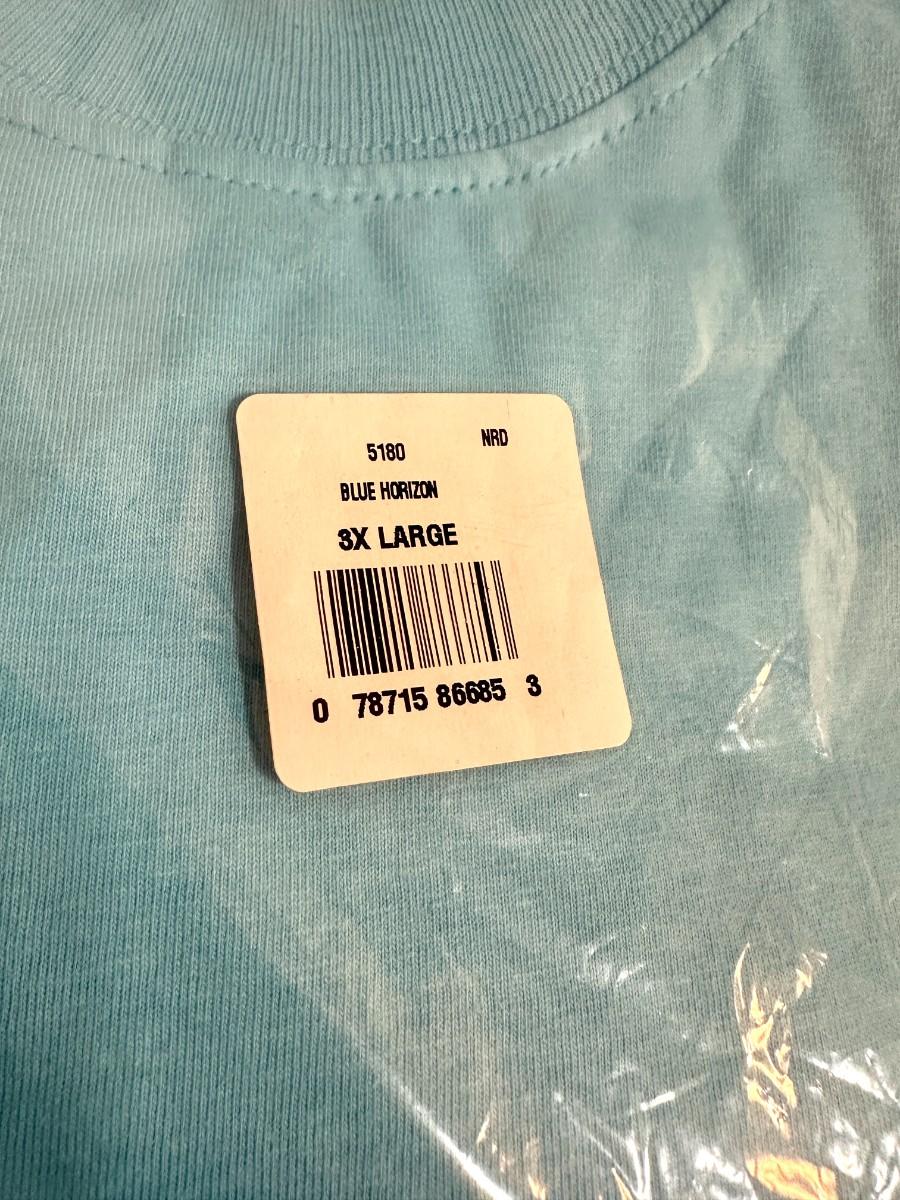 5180 NRD
BLUE HORIZON
3X LARGE
0 78715 86685 3